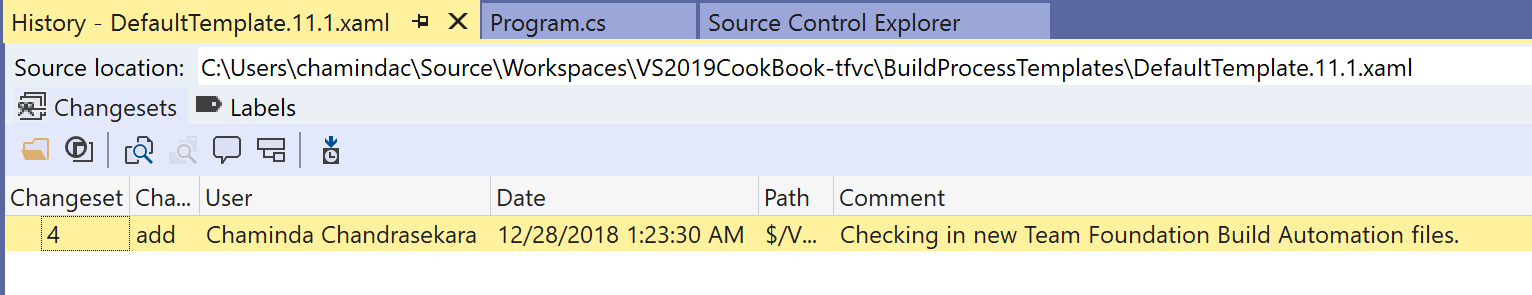 History - DefaultTemplate.11.1.xaml Program.cs Source Control Explorer
Source location: C:\Users\chamindac\Source\Workspaces\VS2019CookBook-tfvc\BuildProcessTemplates\DefaultTemplate.11.1.xaml
Changesets Labels
Changeset Cha... User Date Path Comment
4 add Chaminda Chandrasekara 12/28/2018 1:23:30 AM $/V... Checking in new Team Foundation Build Automation files.